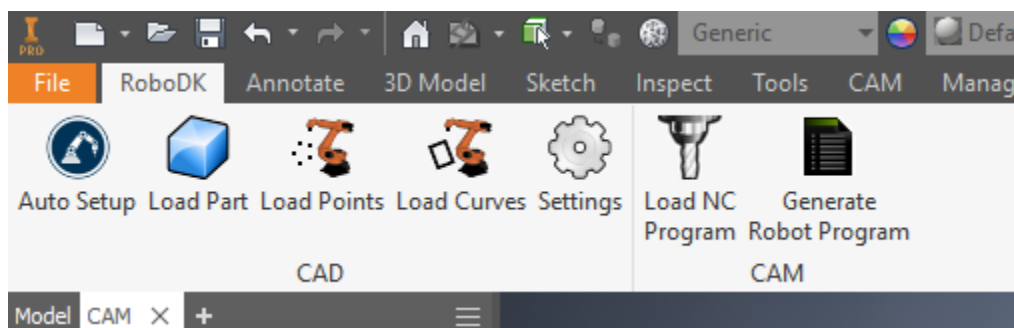 I
PRO
Generic
Defa
File RoboDK Annotate 3D Model Sketch Inspect Tools CAM Manag
Auto Setup Load Part Load Points Load Curves Settings Load NC Generate
Program Robot Program
CAD CAM
Model CAM